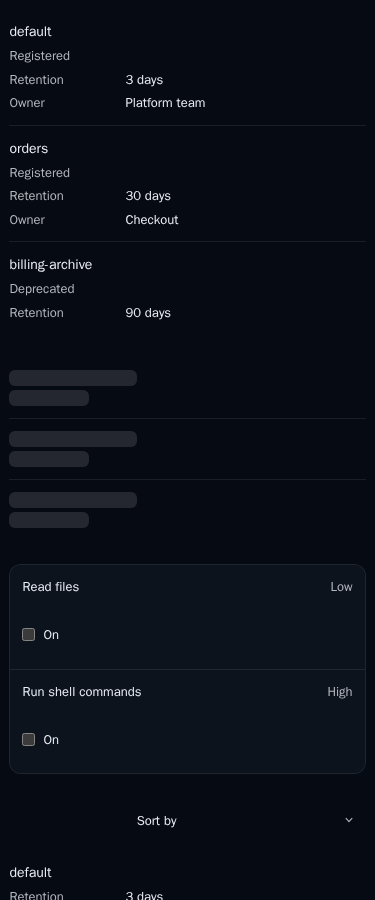 default
Registered
Retention 3 days
Owner Platform team
orders
Registered
Retention 30 days
Owner Checkout
billing-archive
Deprecated
Retention 90 days
Read files Low
On
Run shell commands High
On
Sort by
default
Retention 3 days